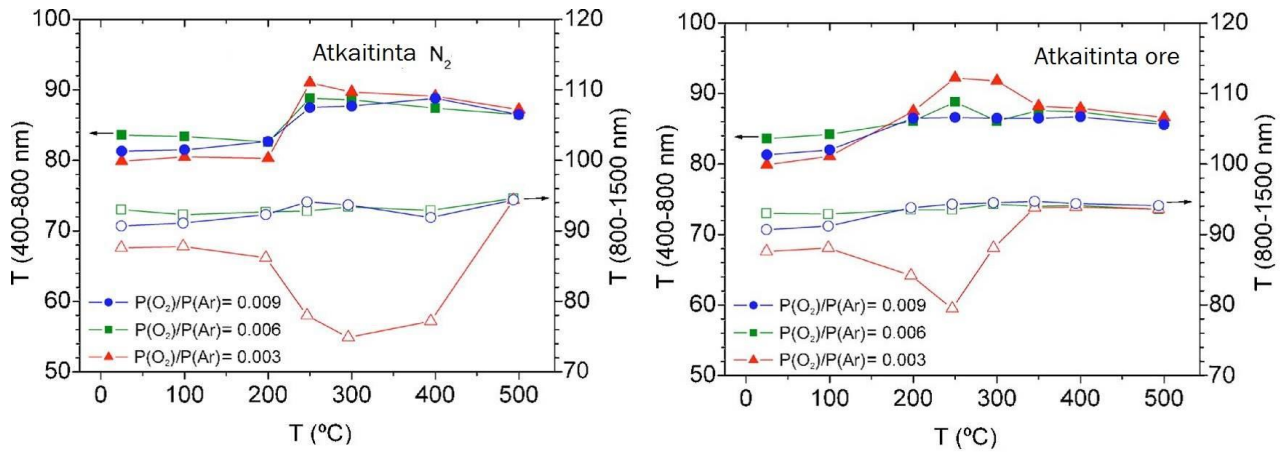 Atkaitinta N₂
T (400-800 nm)
100
90
80
70
60
50
120
110
100
90
80
70
T (800-1500 nm)
P(O₂)/P(Ar)= 0.009
P(O₂)/P(Ar)= 0.006
P(O₂)/P(Ar)= 0.003
0 100 200 300 400 500
T (ºC)
Atkaitinta ore
T (400-800 nm)
100
90
80
70
60
50
120
110
100
90
80
70
T (800-1500 nm)
P(O₂)/P(Ar)= 0.009
P(O₂)/P(Ar)= 0.006
P(O₂)/P(Ar)= 0.003
0 100 200 300 400 500
T (ºC)